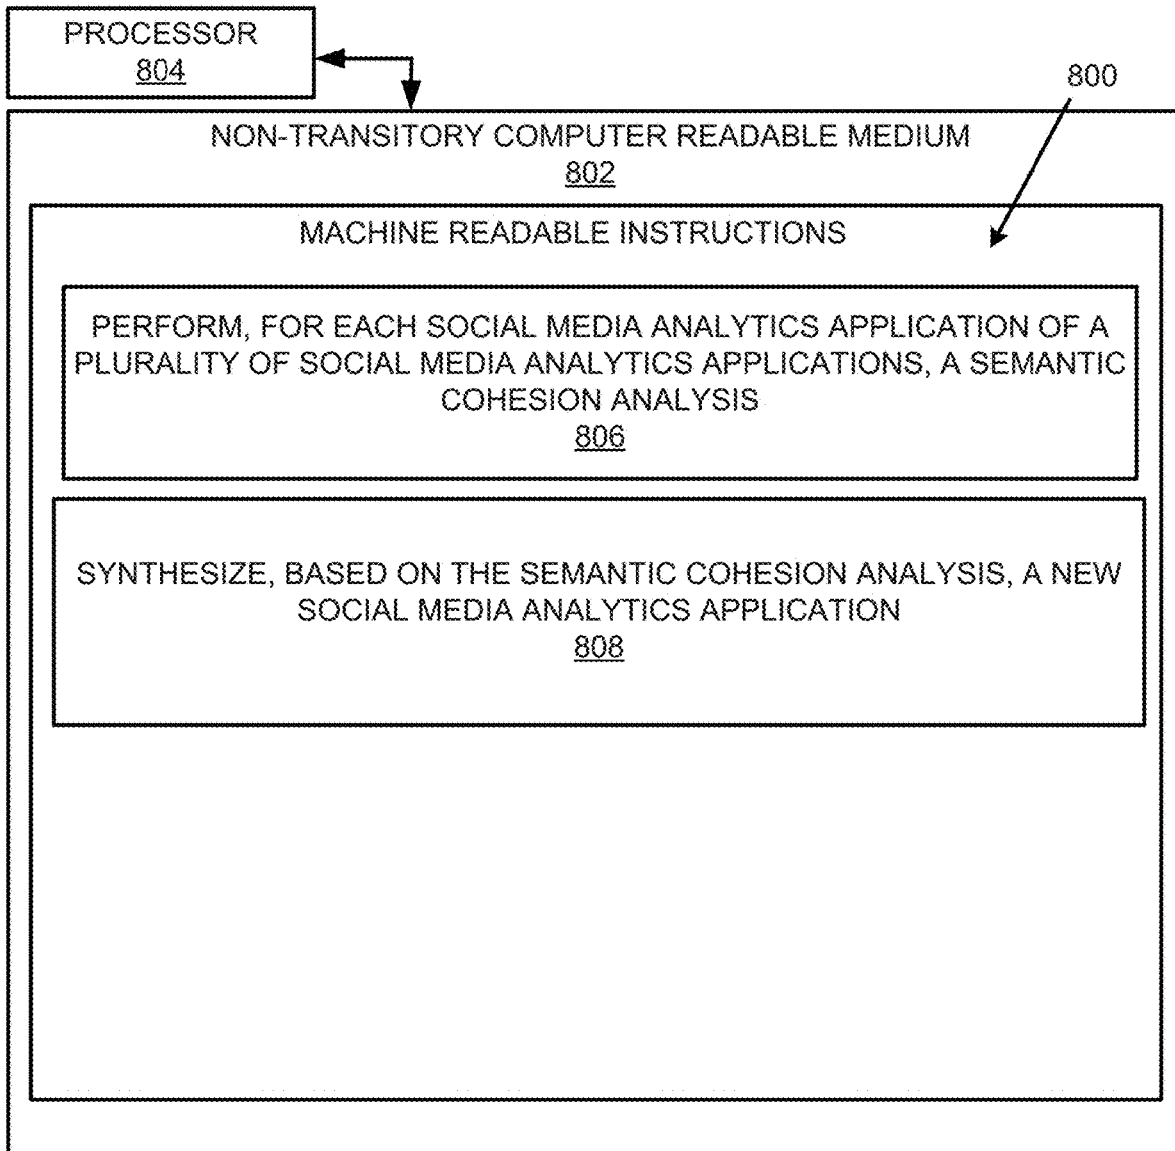 PROCESSOR
804
800
NON-TRANSITORY COMPUTER READABLE MEDIUM
802
MACHINE READABLE INSTRUCTIONS
PERFORM, FOR EACH SOCIAL MEDIA ANALYTICS APPLICATION OF A
PLURALITY OF SOCIAL MEDIA ANALYTICS APPLICATIONS, A SEMANTIC
COHESION ANALYSIS
806
SYNTHESIZE, BASED ON THE SEMANTIC COHESION ANALYSIS, A NEW
SOCIAL MEDIA ANALYTICS APPLICATION
808